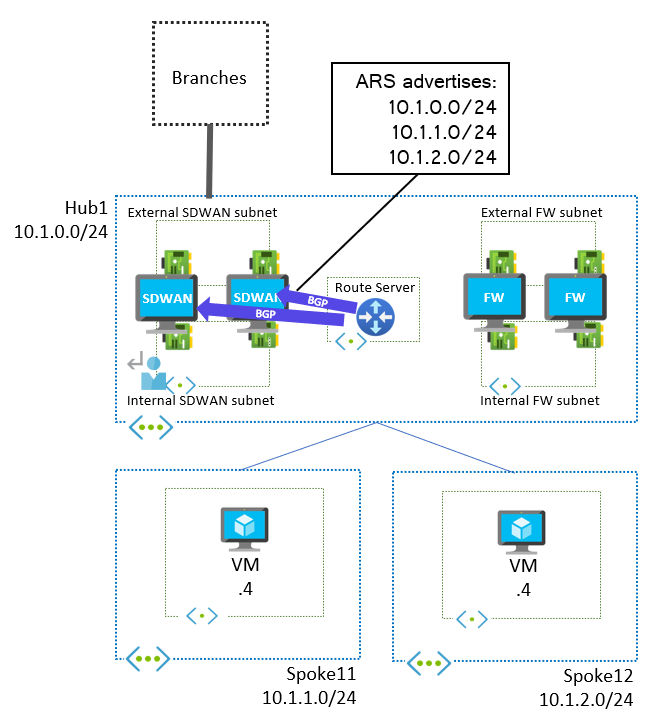 Branches
ARS advertises:
10.1.0.0/24
10.1.1.0/24
10.1.2.0/24
Hub1
10.1.0.0/24
External SDWAN subnet
External FW subnet
SDWAN
SDWAN
Route Server
BGP
BGP
FW
FW
Internal SDWAN subnet
Internal FW subnet
VM
.4
VM
.4
Spoke11
10.1.1.0/24
Spoke12
10.1.2.0/24